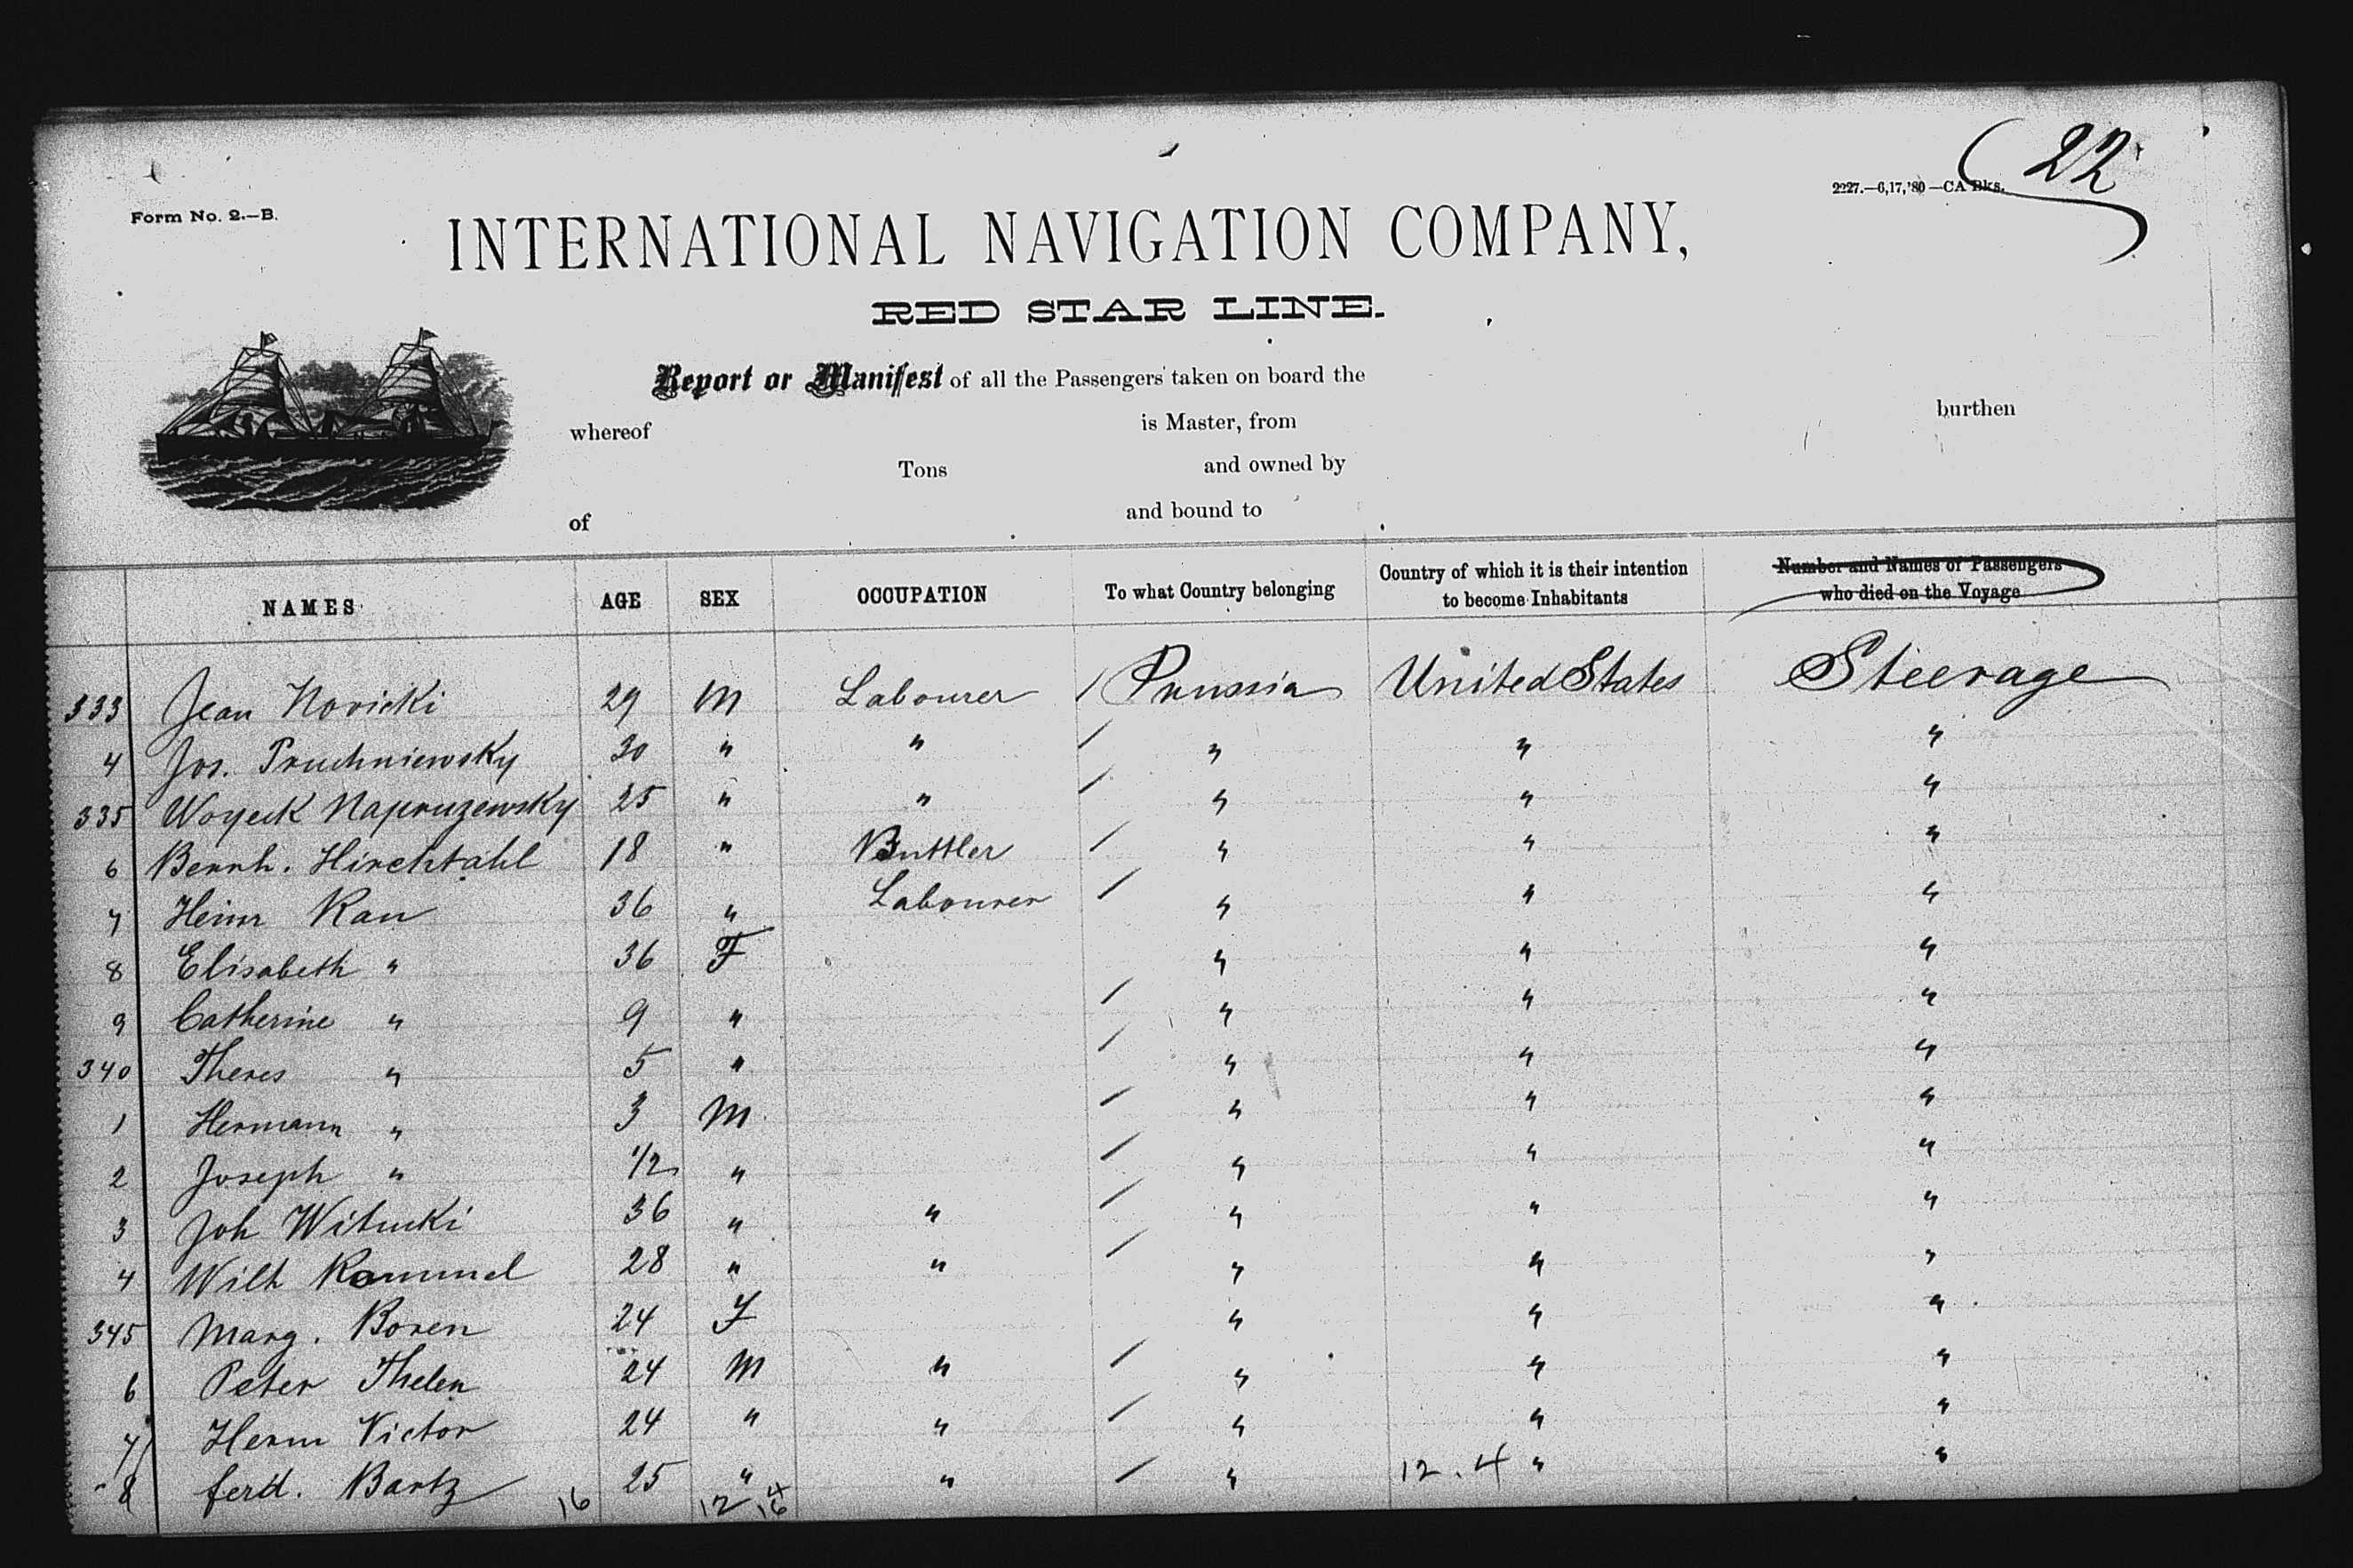 22
Form No. 2.—B.
2227.—6,17,'80—CA Bks.
INTERNATIONAL NAVIGATION COMPANY,
RED STAR LINE.
Report or Manifest of all the Passengers taken on board the
whereof is Master, from burthen
Tons and owned by
of and bound to
NAMES AGE SEX OCCUPATION To what Country belonging Country of which it is their intention to become Inhabitants Number and Names of Passengers who died on the Voyage
333 Jean Novicki 29 M Labourer / Prussia United States Steerage
4 Jos. Pruchniewsky 30 " " / " " "
335 Woyeck Napruzewsky 25 " " / " " "
6 Bernh. Hirchtahl 18 " Buttler / " " "
7 Heinr Rau 36 " Labourer / " " "
8 Elisabeth " 36 F " " "
9 Catherine " 9 " / " " "
340 Theres " 5 " / " " "
1 Hermann " 3 M / " " "
2 Joseph " 1/2 " / " " "
3 Joh Witucki 36 " " / " " "
4 Wilh Rommel 28 " " / " " "
345 Marg. Boren 24 F " " "
6 Peter Thelen 24 M " / " " "
7 Herm Victor 24 " " / " " "
8 ferd. Bartz 25 " " / " 12.4 " "
16 12 4
16